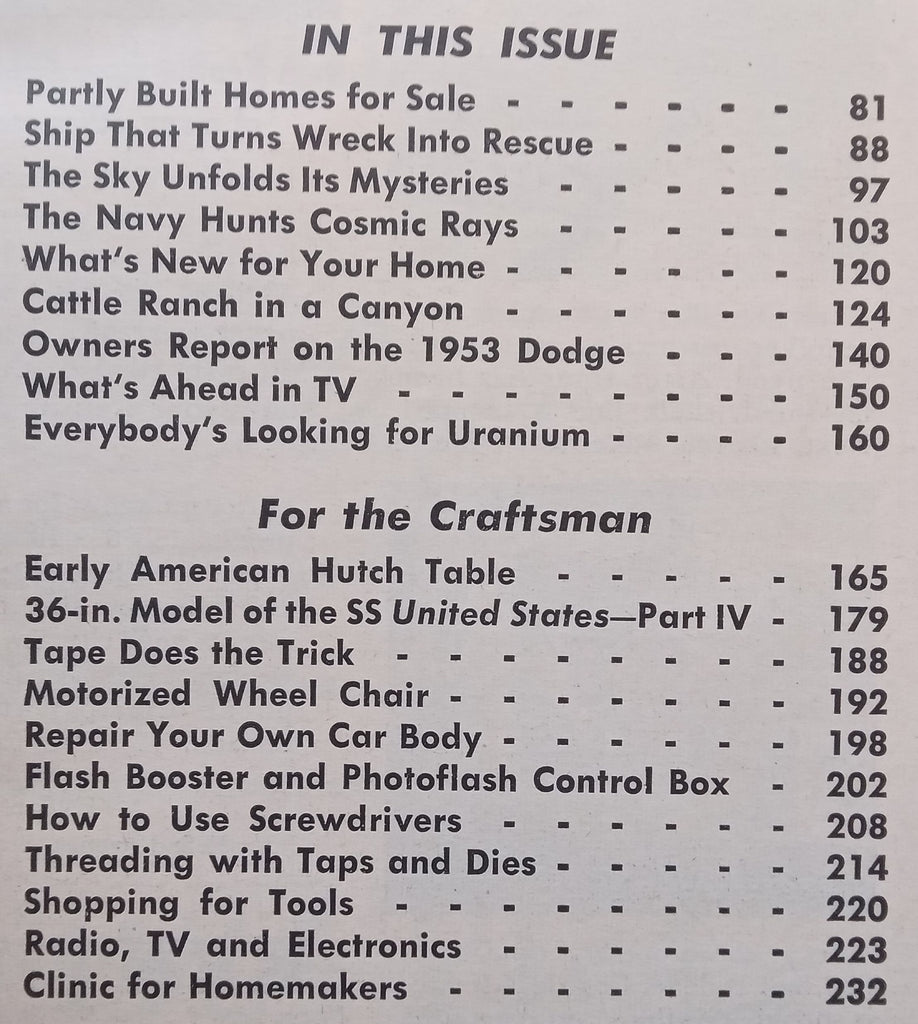 IN THIS ISSUE
Partly Built Homes for Sale - - - - - - 81
Ship That Turns Wreck Into Rescue - - - - 88
The Sky Unfolds Its Mysteries - - - - - 97
The Navy Hunts Cosmic Rays - - - - - 103
What's New for Your Home - - - - - - 120
Cattle Ranch in a Canyon - - - - - - 124
Owners Report on the 1953 Dodge - - - 140
What's Ahead in TV - - - - - - - - 150
Everybody's Looking for Uranium - - - - 160
For the Craftsman
Early American Hutch Table - - - - - 165
36-in. Model of the SS United States—Part IV - 179
Tape Does the Trick - - - - - - - - 188
Motorized Wheel Chair - - - - - - - 192
Repair Your Own Car Body - - - - - - 198
Flash Booster and Photoflash Control Box - 202
How to Use Screwdrivers - - - - - - 208
Threading with Taps and Dies - - - - - 214
Shopping for Tools - - - - - - - - 220
Radio, TV and Electronics - - - - - - 223
Clinic for Homemakers - - - - - - - 232